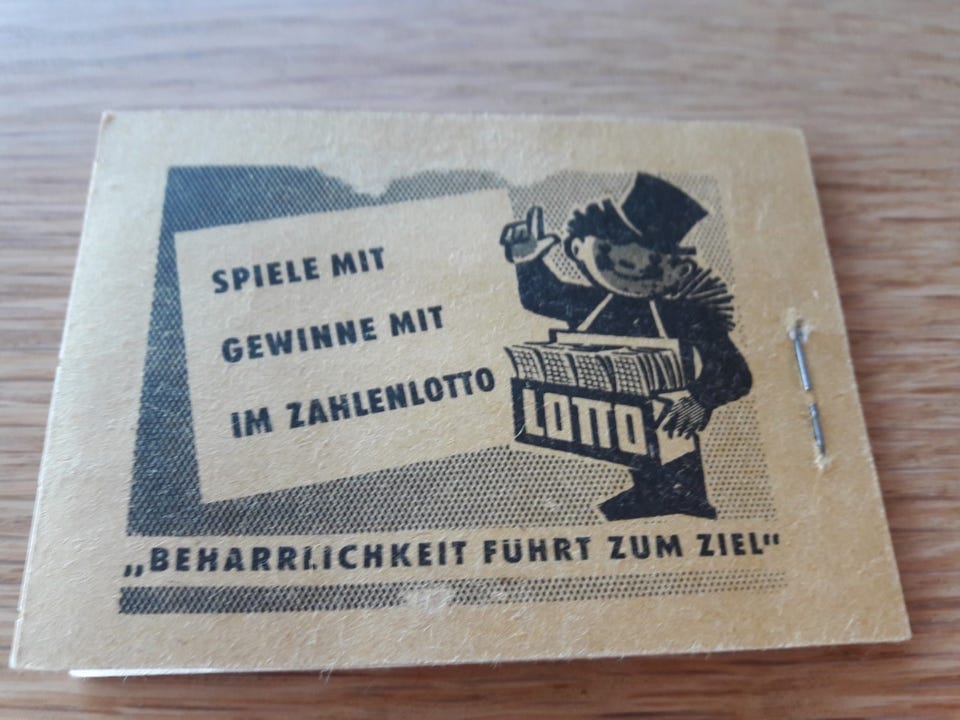 SPIELE MIT
GEWINNE MIT
IM ZAHLENLOTTO
LOTTO
„BEHARRLICHKEIT FÜHRT ZUM ZIEL“